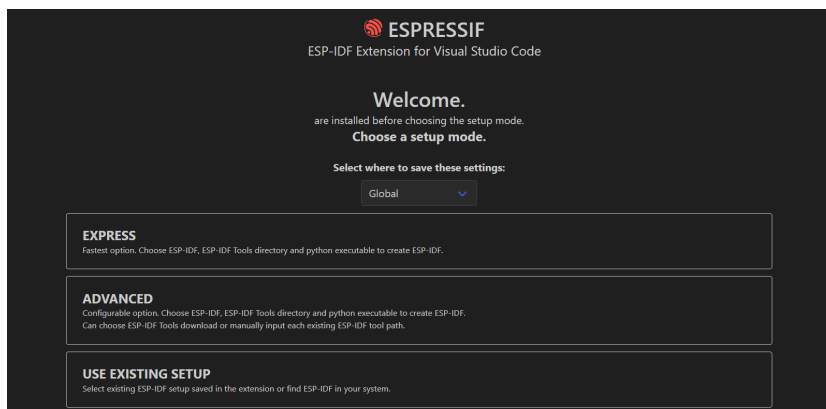 ESPRESSIF
ESP-IDF Extension for Visual Studio Code
Welcome.
are installed before choosing the setup mode.
Choose a setup mode.
Select where to save these settings:
Global
EXPRESS
Fastest option. Choose ESP-IDF, ESP-IDF Tools directory and python executable to create ESP-IDF.
ADVANCED
Configurable option. Choose ESP-IDF, ESP-IDF Tools directory and python executable to create ESP-IDF.
Can choose ESP-IDF Tools download or manually input each existing ESP-IDF tool path.
USE EXISTING SETUP
Select existing ESP-IDF setup saved in the extension or find ESP-IDF in your system.